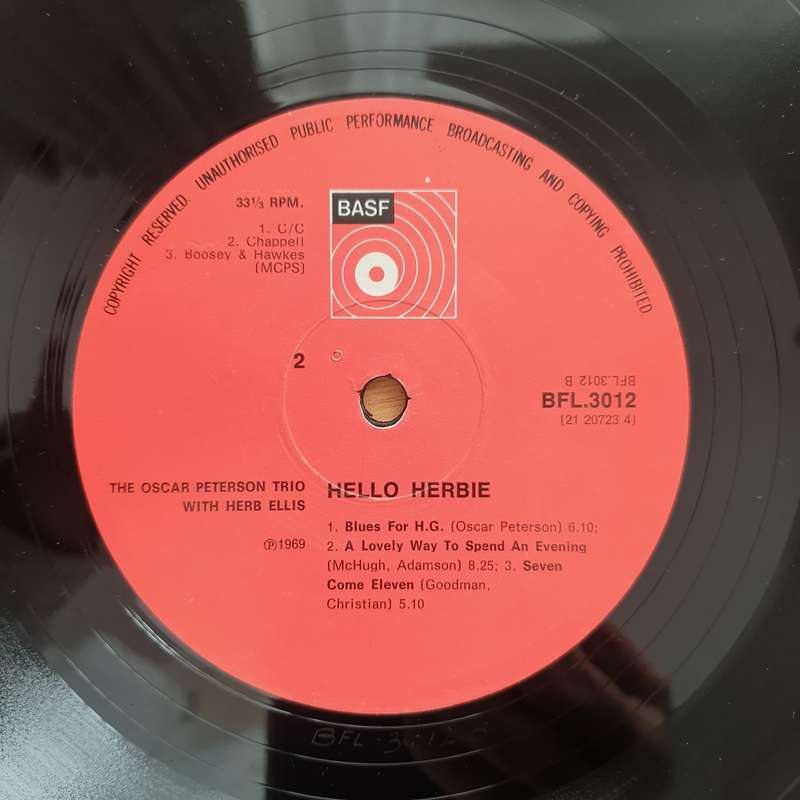 COPYRIGHT RESERVED. UNAUTHORISED PUBLIC PERFORMANCE BROADCASTING AND COPYING PROHIBITED.
33⅓ RPM.
1. C/C
2. Chappell
3. Boosey & Hawkes
(MCPS)
BASF
2
BFL.3012 B
BFL.3012
(21 20723 4)
THE OSCAR PETERSON TRIO
WITH HERB ELLIS
℗1969
HELLO HERBIE
1. Blues For H.G. (Oscar Peterson) 6.10;
2. A Lovely Way To Spend An Evening
(McHugh, Adamson) 8.25; 3. Seven
Come Eleven (Goodman,
Christian) 5.10